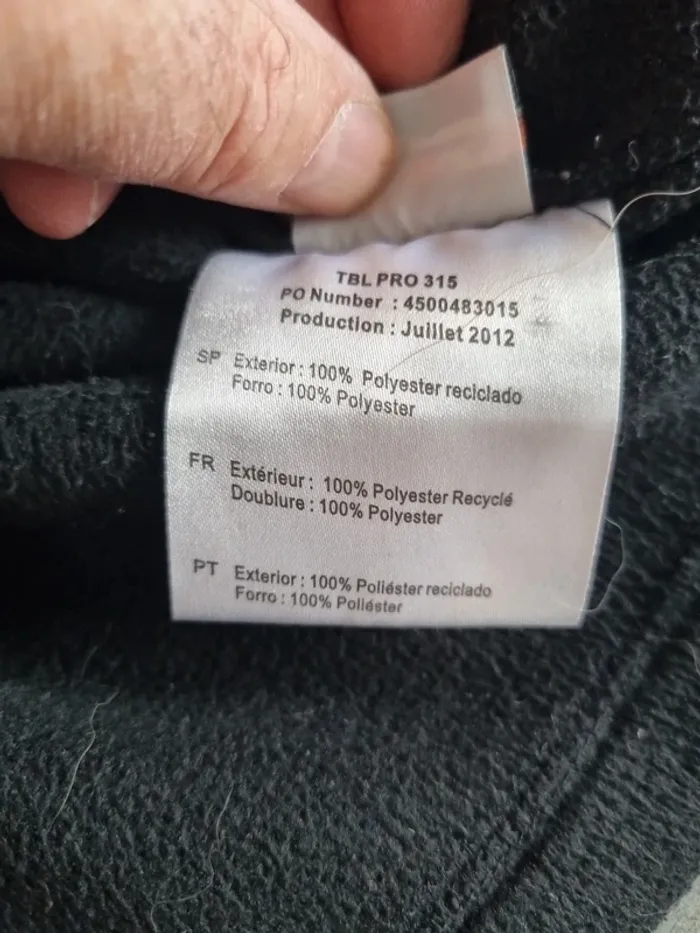 TBL PRO 315
PO Number : 4500483015
Production : Juillet 2012
SP Exterior : 100% Polyester reciclado
Forro : 100% Polyester
FR Extérieur : 100% Polyester Recyclé
Doublure : 100% Polyester
PT Exterior : 100% Poliéster reciclado
Forro : 100% Poliéster